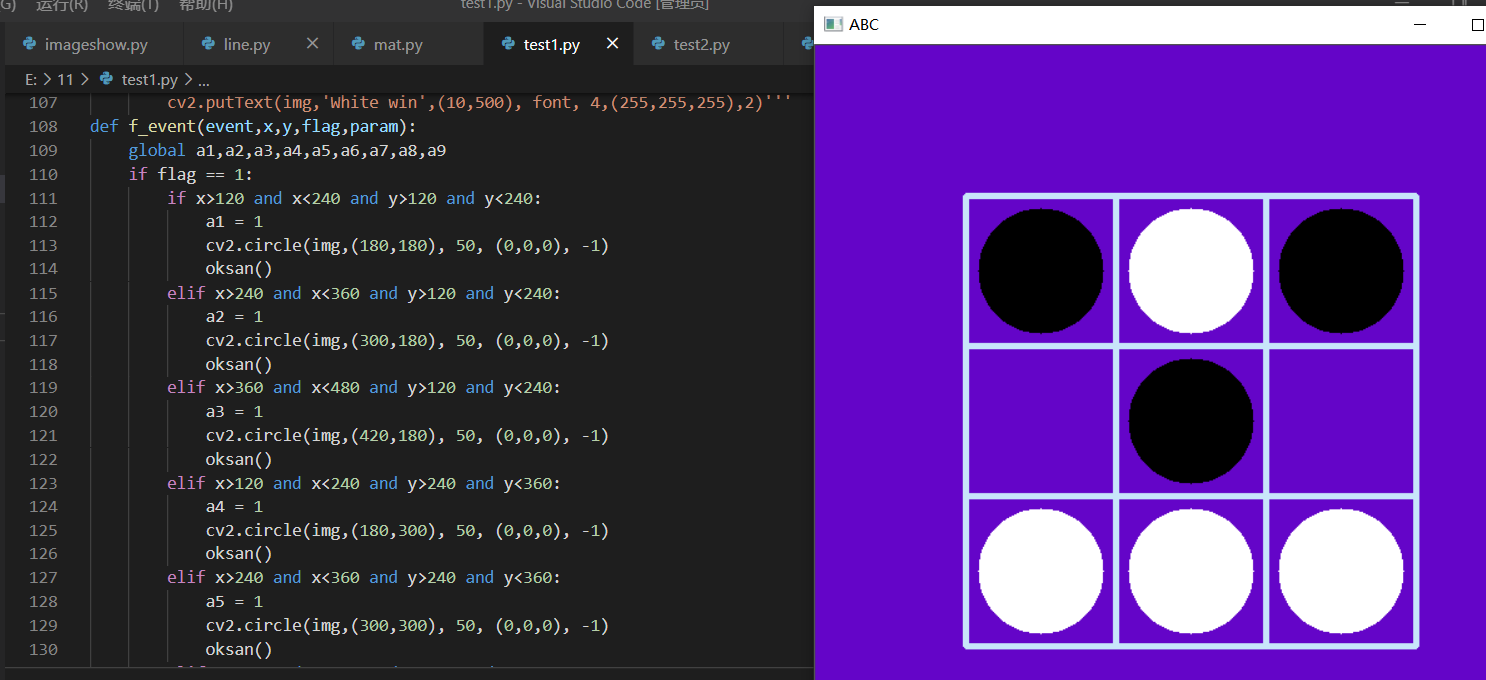 G) 运行(R) 终端(T) 帮助(H) test1.py - Visual Studio Code [管理员]
imageshow.py line.py mat.py test1.py test2.py
E: > 11 > test1.py > ...
107 cv2.putText(img,'White win',(10,500), font, 4,(255,255,255),2)'''
108 def f_event(event,x,y,flag,param):
109 global a1,a2,a3,a4,a5,a6,a7,a8,a9
110 if flag == 1:
111 if x>120 and x<240 and y>120 and y<240:
112 a1 = 1
113 cv2.circle(img,(180,180), 50, (0,0,0), -1)
114 oksan()
115 elif x>240 and x<360 and y>120 and y<240:
116 a2 = 1
117 cv2.circle(img,(300,180), 50, (0,0,0), -1)
118 oksan()
119 elif x>360 and x<480 and y>120 and y<240:
120 a3 = 1
121 cv2.circle(img,(420,180), 50, (0,0,0), -1)
122 oksan()
123 elif x>120 and x<240 and y>240 and y<360:
124 a4 = 1
125 cv2.circle(img,(180,300), 50, (0,0,0), -1)
126 oksan()
127 elif x>240 and x<360 and y>240 and y<360:
128 a5 = 1
129 cv2.circle(img,(300,300), 50, (0,0,0), -1)
130 oksan()
ABC